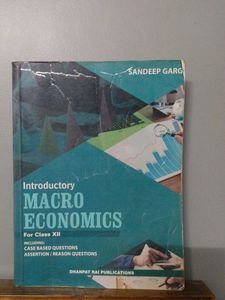 SANDEEP GARG
Introductory
MACRO
ECONOMICS
For Class XII
INCLUDING:
CASE BASED QUESTIONS
ASSERTION / REASON QUESTIONS
DHANPAT RAI PUBLICATIONS